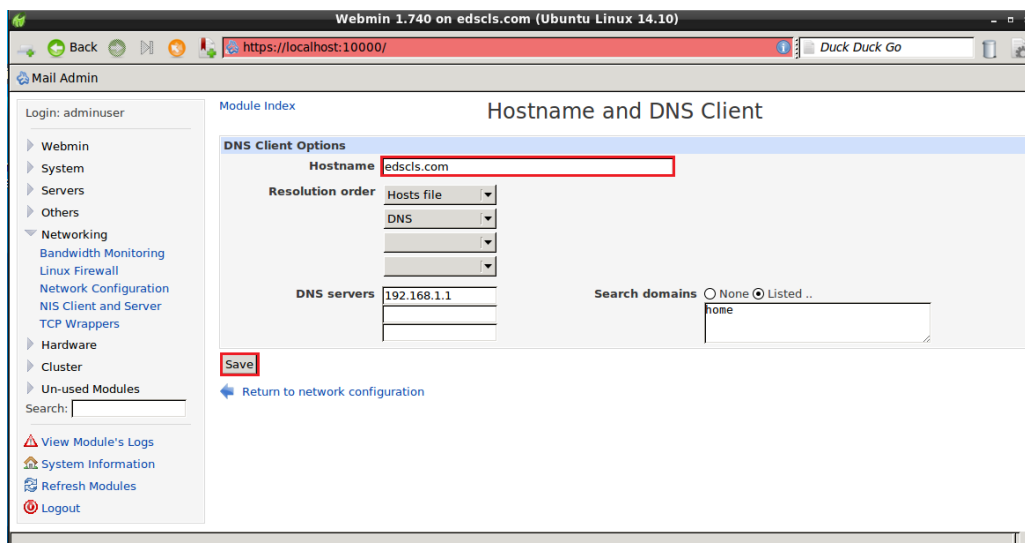 Webmin 1.740 on edscls.com (Ubuntu Linux 14.10)
Back
https://localhost:10000/
Duck Duck Go
Mail Admin
Login: adminuser
Webmin
System
Servers
Others
Networking
Bandwidth Monitoring
Linux Firewall
Network Configuration
NIS Client and Server
TCP Wrappers
Hardware
Cluster
Un-used Modules
Search:
View Module's Logs
System Information
Refresh Modules
Logout
Module Index
Hostname and DNS Client
DNS Client Options
Hostname edscls.com
Resolution order Hosts file
DNS
DNS servers 192.168.1.1
Search domains None Listed ..
home
Save
Return to network configuration